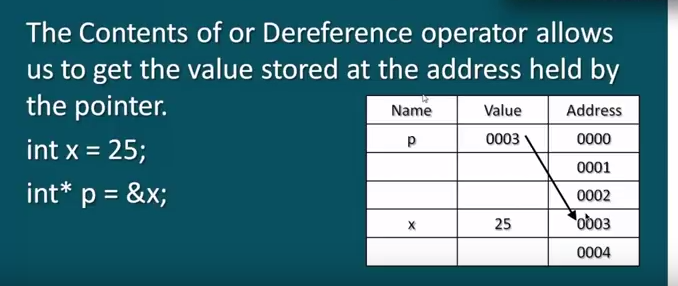 The Contents of or Dereference operator allows
us to get the value stored at the address held by
the pointer.
int x = 25;
int* p = &x;
Name Value Address
p 0003 0000
0001
0002
x 25 0003
0004